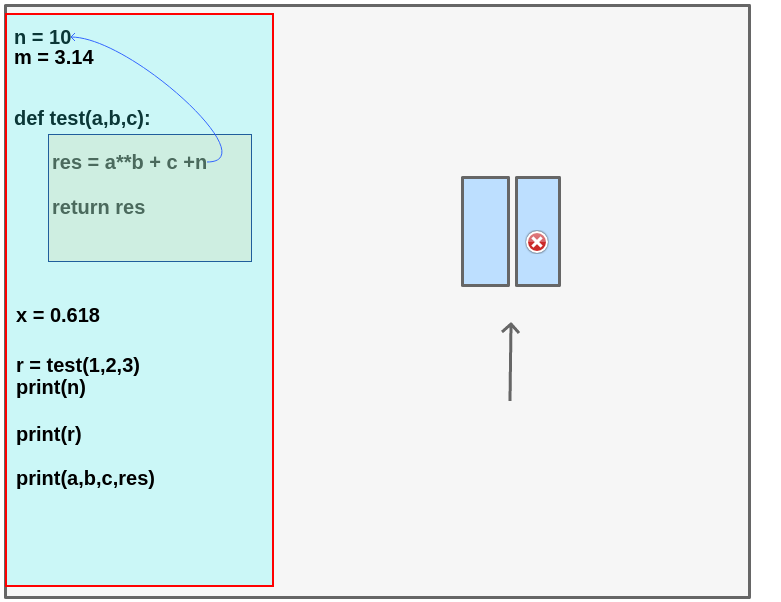 n = 10
m = 3.14
def test(a,b,c):
res = a**b + c +n
return res
x = 0.618
r = test(1,2,3)
print(n)
print(r)
print(a,b,c,res)